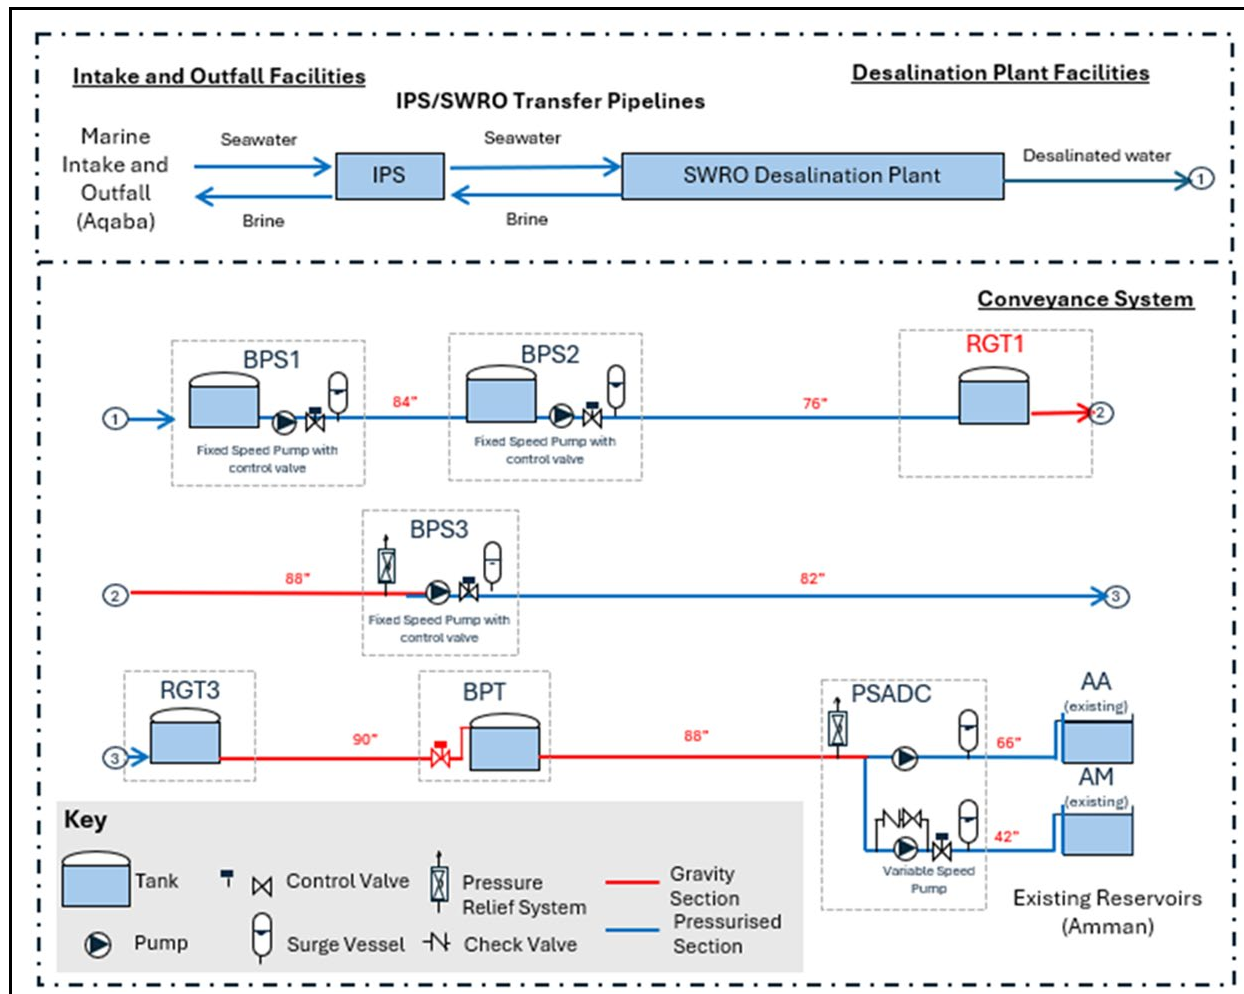 Intake and Outfall Facilities
Desalination Plant Facilities
IPS/SWRO Transfer Pipelines
Marine
Intake and
Outfall
(Aqaba)
Seawater
Brine
IPS
Seawater
Brine
SWRO Desalination Plant
Desalinated water
1
Conveyance System
1
BPS1
Fixed Speed Pump with
control valve
84"
BPS2
Fixed Speed Pump with
control valve
76"
RGT1
2
2
88"
BPS3
Fixed Speed Pump with
control valve
82"
3
3
RGT3
90"
BPT
88"
PSADC
66"
AA
(existing)
AM
(existing)
42"
Variable Speed
Pump
Existing Reservoirs
(Amman)
Key
Tank
Control Valve
Pressure
Relief System
Gravity
Section
Pump
Surge Vessel
Check Valve
Pressurised
Section